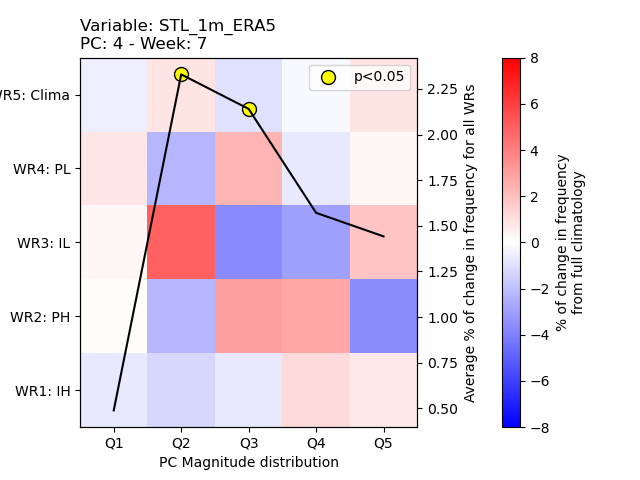 Variable: STL_1m_ERA5
PC: 4 - Week: 7
p<0.05
WR5: Clima
WR4: PL
WR3: IL
WR2: PH
WR1: IH
Q1 Q2 Q3 Q4 Q5
PC Magnitude distribution
2.25
2.00
1.75
1.50
1.25
1.00
0.75
0.50
Average % of change in frequency for all WRs
8
6
4
2
0
−2
−4
−6
−8
% of change in frequency
from full climatology